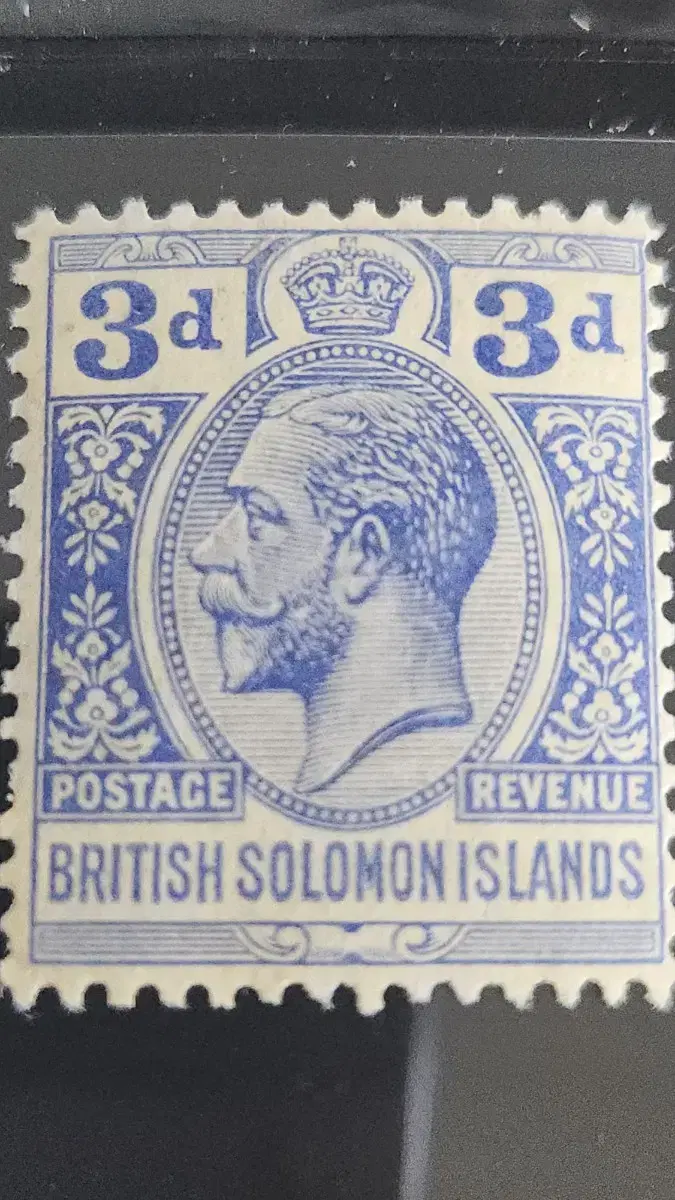 3d 3d
POSTAGE REVENUE
BRITISH SOLOMON ISLANDS